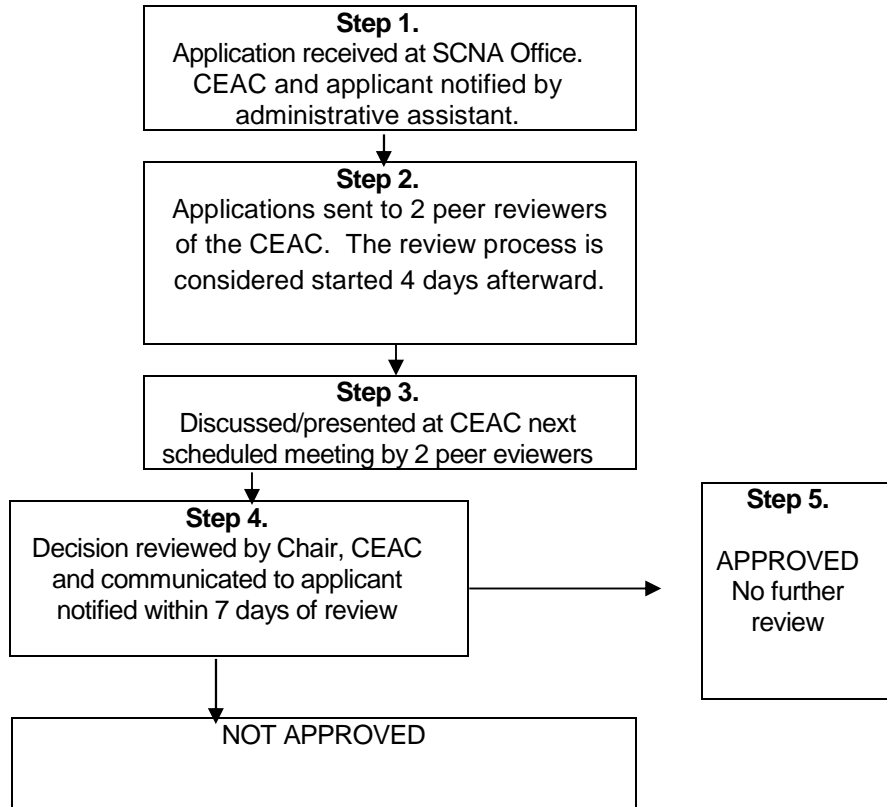 Step 1.
Application received at SCNA Office.
CEAC and applicant notified by
administrative assistant.
Step 2.
Applications sent to 2 peer reviewers
of the CEAC. The review process is
considered started 4 days afterward.
Step 3.
Discussed/presented at CEAC next
scheduled meeting by 2 peer eviewers
Step 4.
Decision reviewed by Chair, CEAC
and communicated to applicant
notified within 7 days of review
Step 5.
APPROVED
No further
review
NOT APPROVED